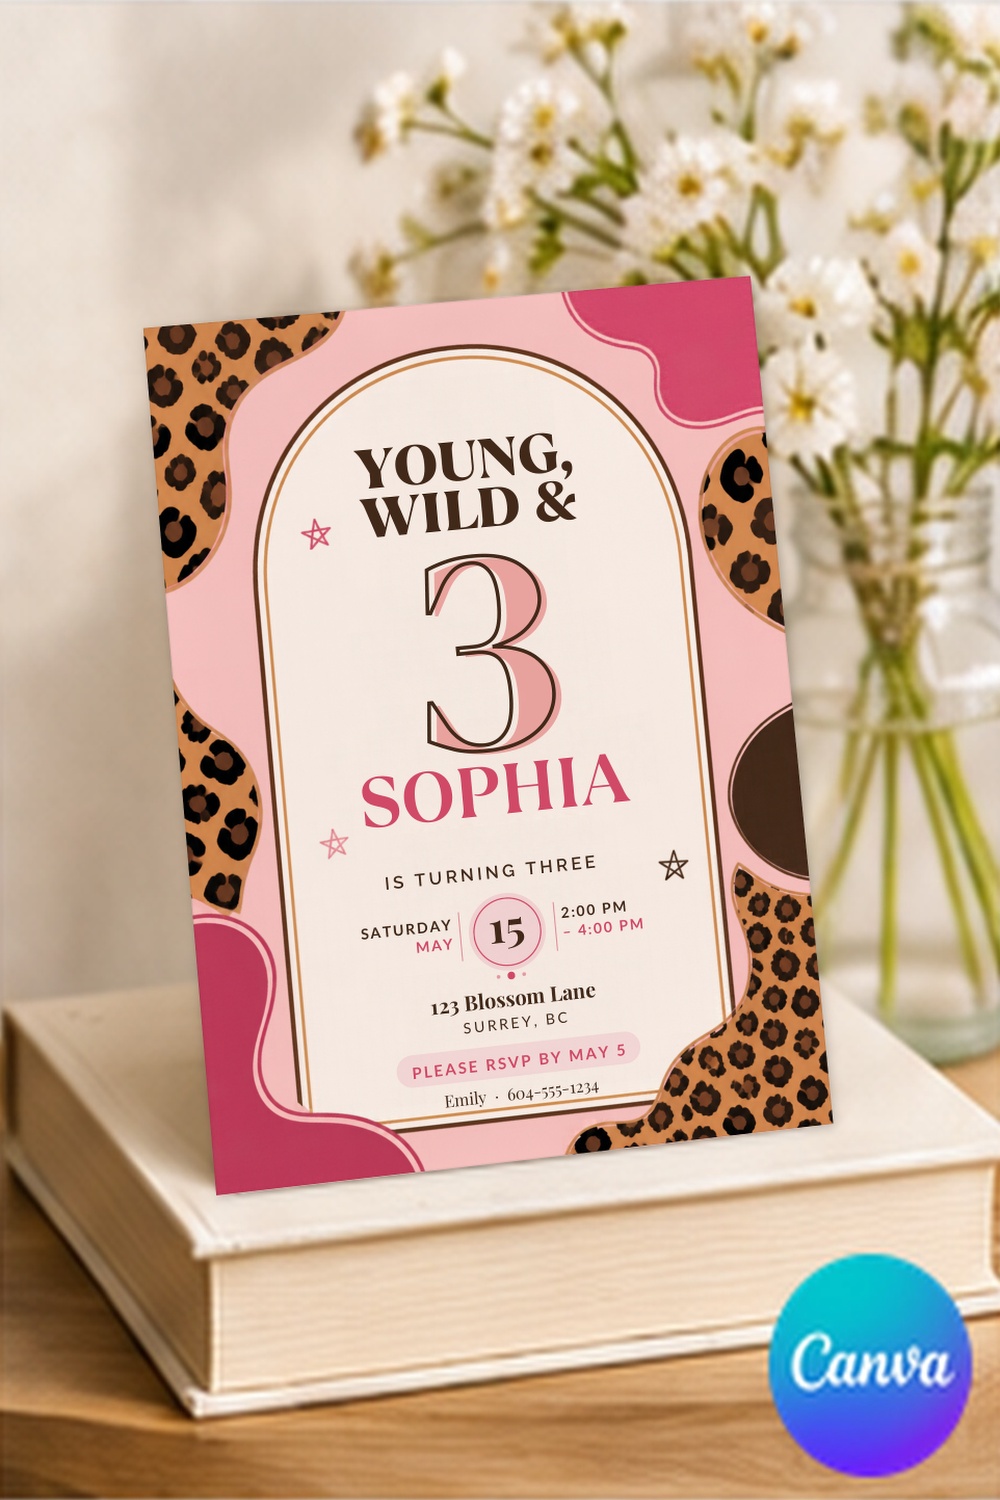 YOUNG,
WILD &
3
SOPHIA
IS TURNING THREE
SATURDAY
MAY
15
2:00 PM
– 4:00 PM
123 Blossom Lane
SURREY, BC
PLEASE RSVP BY MAY 5
Emily · 604-555-1234
Canva